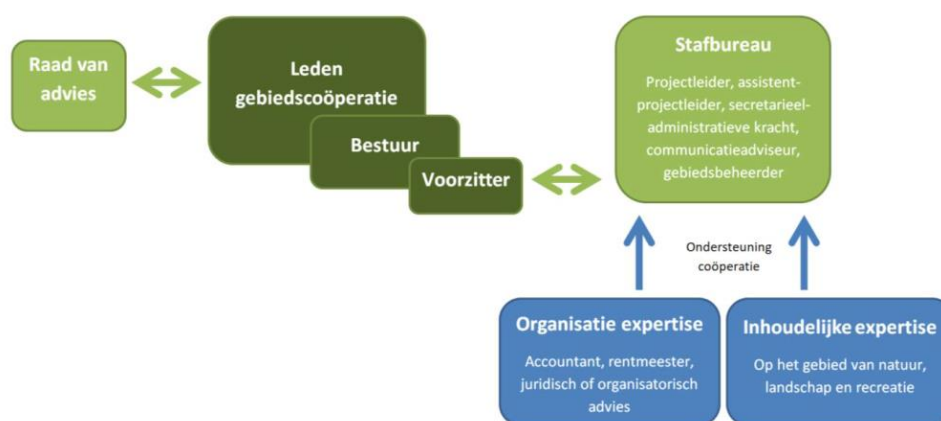 Raad van
advies
Leden
gebiedscoöperatie
Bestuur
Voorzitter
Stafbureau
Projectleider, assistent-
projectleider, secretarieel-
administratieve kracht,
communicatieadviseur,
gebiedsbeheerder
Ondersteuning
coöperatie
Organisatie expertise
Accountant, rentmeester,
juridisch of organisatorisch
advies
Inhoudelijke expertise
Op het gebied van natuur,
landschap en recreatie